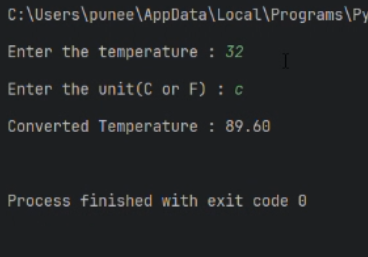 C:\Users\punee\AppData\Local\Programs\Py
Enter the temperature : 32
Enter the unit(C or F) : c
Converted Temperature : 89.60
Process finished with exit code 0